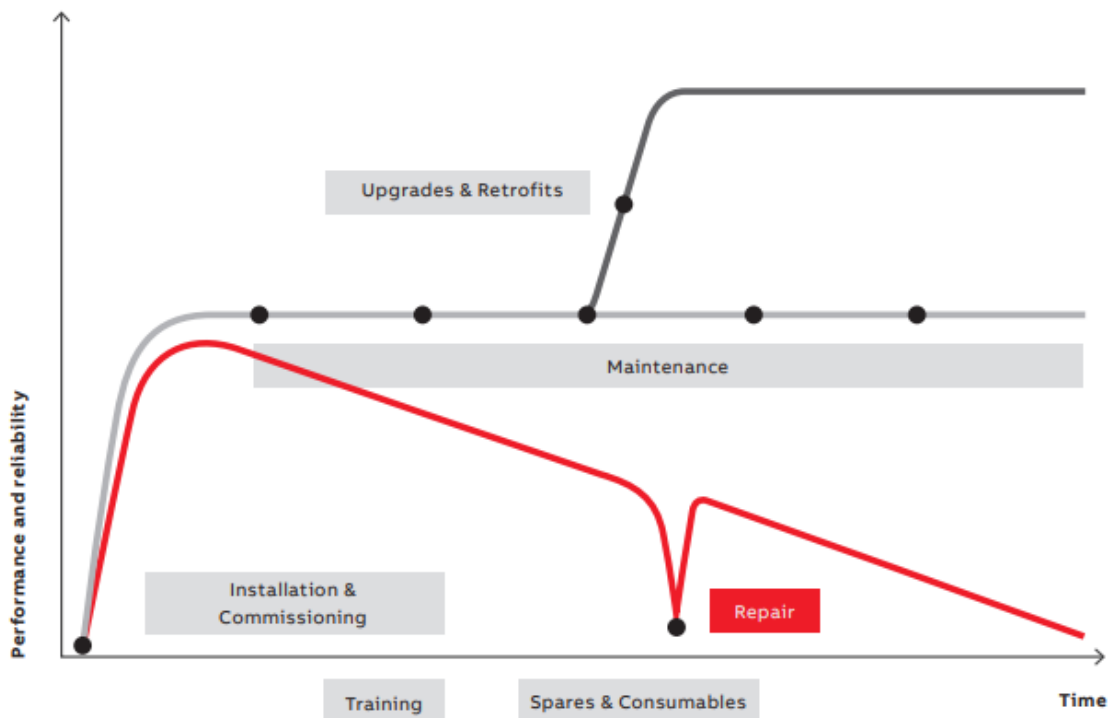 Upgrades & Retrofits
Maintenance
Performance and reliability
Installation &
Commissioning
Repair
Training
Spares & Consumables
Time